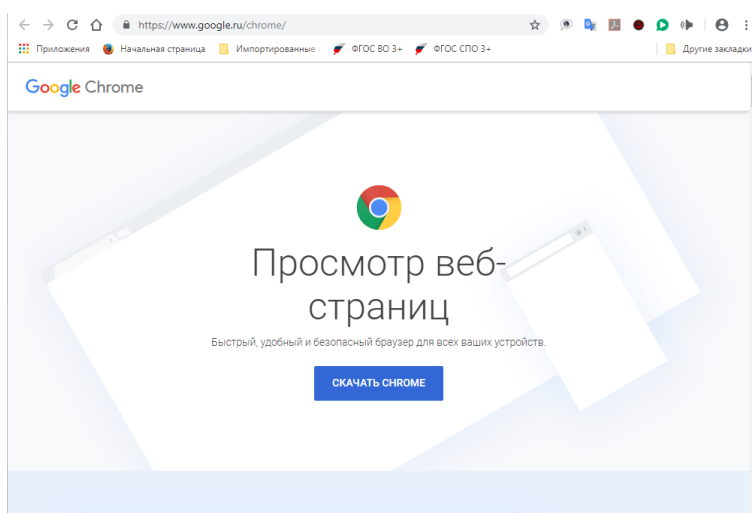 https://www.google.ru/chrome/
Приложения Начальная страница Импортированные ФГОС ВО 3+ ФГОС СПО 3+ Другие закладки
Google Chrome
Просмотр веб-
страниц
Быстрый, удобный и безопасный браузер для всех ваших устройств.
СКАЧАТЬ CHROME